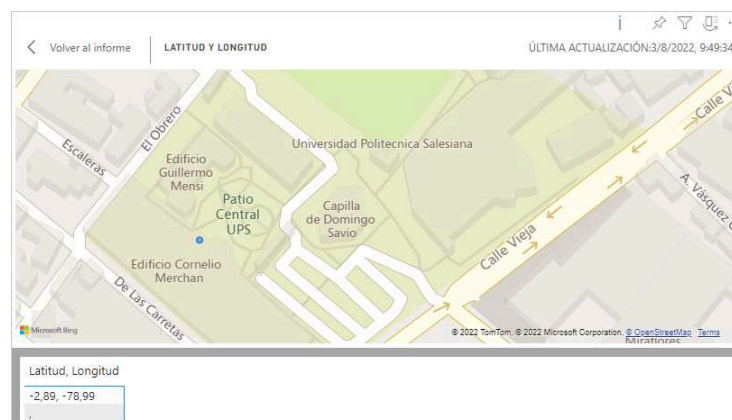 Volver al informe
LATITUD Y LONGITUD
ÚLTIMA ACTUALIZACIÓN:3/8/2022, 9:49:34
Calle Vi
El Obrero
Escaleras
Universidad Politecnica Salesiana
Edificio
Guillermo
Mensi
A. Vásquez
Patio
Central
UPS
Capilla
de Domingo
Savio
Calle Vieja
Edificio Cornelio
Merchan
De Las Carretas
Microsoft Bing
© 2022 TomTom, © 2022 Microsoft Corporation, © OpenStreetMap Terms
Miraflores
Latitud, Longitud
-2,89, -78,99
,